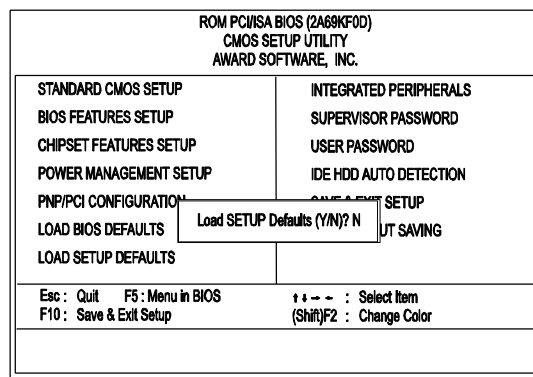 ROM PCI/ISA BIOS (2A69KF0D)
CMOS SETUP UTILITY
AWARD SOFTWARE, INC.
STANDARD CMOS SETUP
BIOS FEATURES SETUP
CHIPSET FEATURES SETUP
POWER MANAGEMENT SETUP
PNP/PCI CONFIGURATION
LOAD BIOS DEFAULTS
LOAD SETUP DEFAULTS
INTEGRATED PERIPHERALS
SUPERVISOR PASSWORD
USER PASSWORD
IDE HDD AUTO DETECTION
SAVE & EXIT SETUP
UT SAVING
Load SETUP Defaults (Y/N)? N
Esc : Quit F5 : Menu in BIOS
F10 : Save & Exit Setup
↑ ↓ → ← : Select Item
(Shift)F2 : Change Color